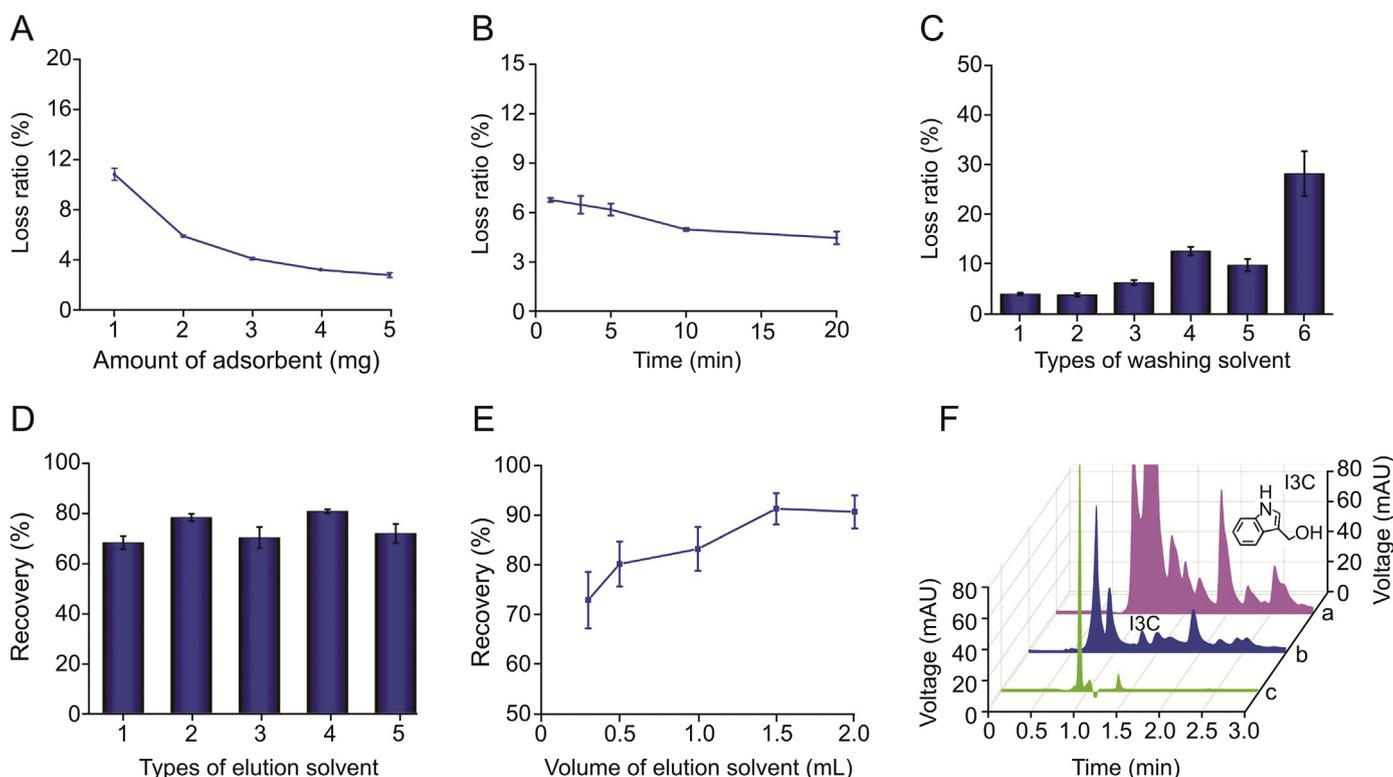 A
20
16
12
8
4
0
Loss ratio (%)
1 2 3 4 5
Amount of adsorbent (mg)
B
15
12
9
6
3
0
Loss ratio (%)
0 5 10 15 20
Time (min)
C
50
40
30
20
10
0
Loss ratio (%)
1 2 3 4 5 6
Types of washing solvent
D
100
80
60
40
20
0
Recovery (%)
1 2 3 4 5
Types of elution solvent
E
100
90
80
70
60
50
Recovery (%)
0 0.5 1.0 1.5 2.0
Volume of elution solvent (mL)
F
80
60
40
20
0
Voltage (mAU)
I3C
H
N
OH
a
I3C
b
c
80
60
40
20
0
Voltage (mAU)
0 0.5 1.0 1.5 2.0 2.5 3.0
Time (min)